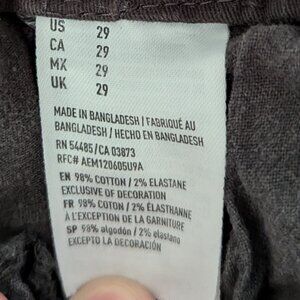 US 29
CA 29
MX 29
UK 29
MADE IN BANGLADESH / FABRIQUÉ AU
BANGLADESH / HECHO EN BANGLADESH
RN 54485/CA 03873
RFC# AEM120605U9A
EN 98% COTTON / 2% ELASTANE
EXCLUSIVE OF DECORATION
FR 98% COTON / 2% ÉLASTHANNE
À L'EXCEPTION DE LA GARNITURE
SP 98% algodón / 2% elastano
EXCEPTO LA DECORACIÓN